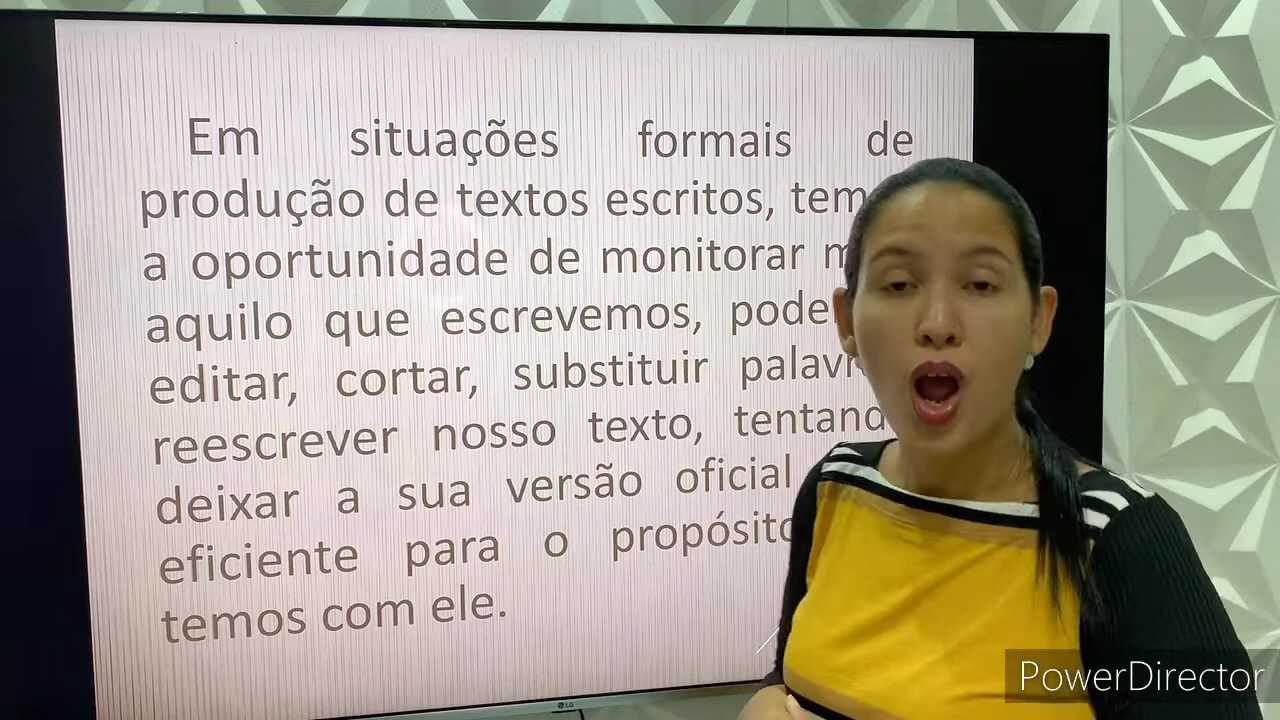 Em situações formais de
produção de textos escritos,
a oportunidade de monitorar
aquilo que escrevemos,
editar, cortar, substituir
reescrever nosso texto,
deixar a sua versão oficial
eficiente para o
temos com ele.
LG
PowerDirector